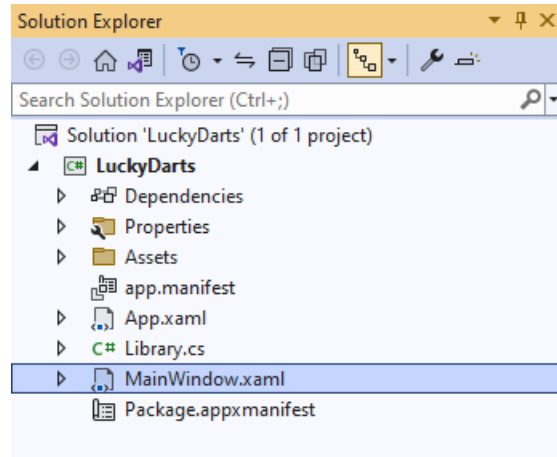 Solution Explorer
Search Solution Explorer (Ctrl+;)
Solution 'LuckyDarts' (1 of 1 project)
C# LuckyDarts
Dependencies
Properties
Assets
app.manifest
App.xaml
C# Library.cs
MainWindow.xaml
Package.appxmanifest